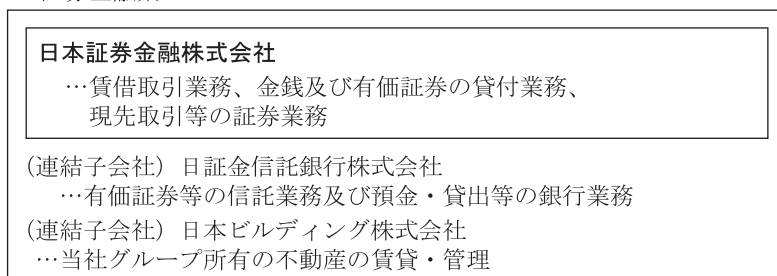 日本証券金融株式会社
…賃借取引業務、金銭及び有価証券の貸付業務、
現先取引等の証券業務
(連結子会社) 日証金信託銀行株式会社
…有価証券等の信託業務及び預金・貸出等の銀行業務
(連結子会社) 日本ビルディング株式会社
…当社グループ所有の不動産の賃貸・管理